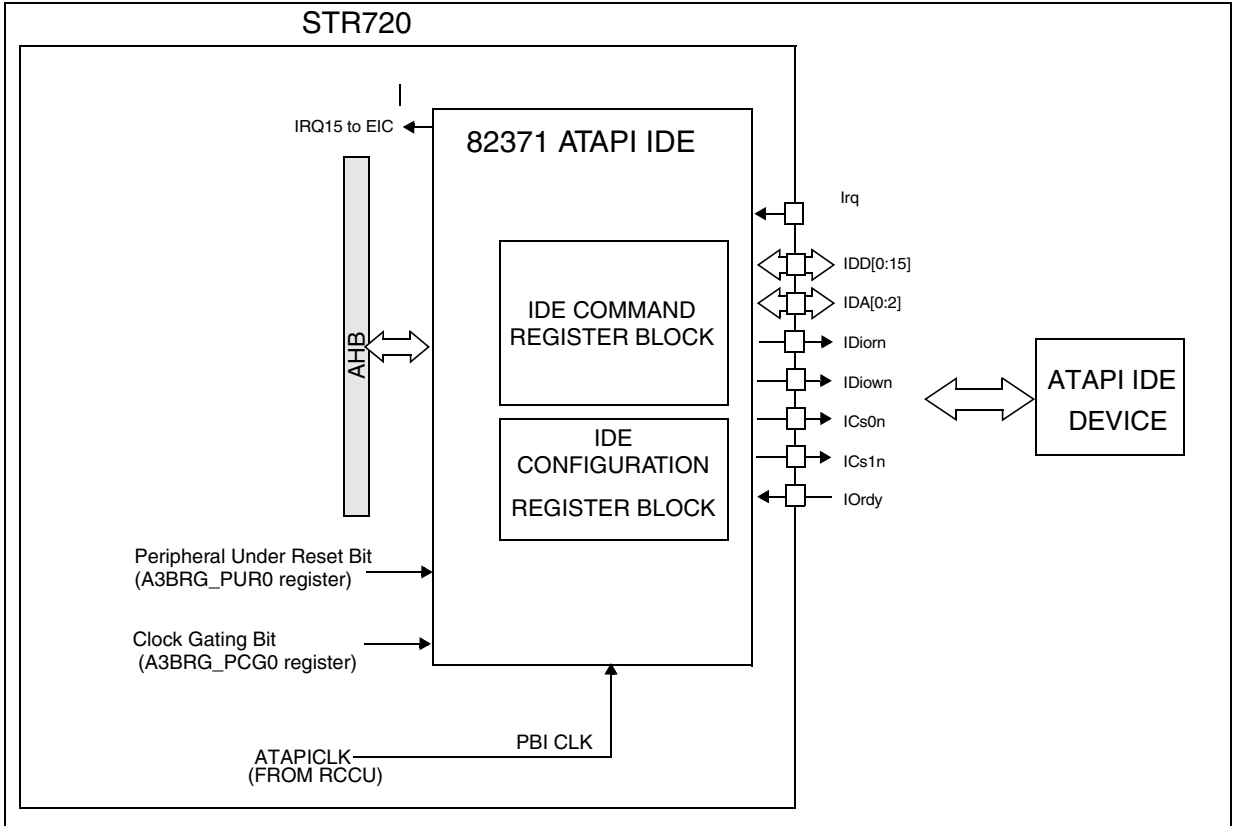 STR720
IRQ15 to EIC
82371 ATAPI IDE
Irq
IDD[0:15]
IDE COMMAND
REGISTER BLOCK
IDA[0:2]
IDiorn
AHB
IDiown
ATAPI IDE
DEVICE
ICs0n
IDE
CONFIGURATION
REGISTER BLOCK
ICs1n
IOrdy
Peripheral Under Reset Bit
(A3BRG_PUR0 register)
Clock Gating Bit
(A3BRG_PCG0 register)
PBI CLK
ATAPICLK
(FROM RCCU)